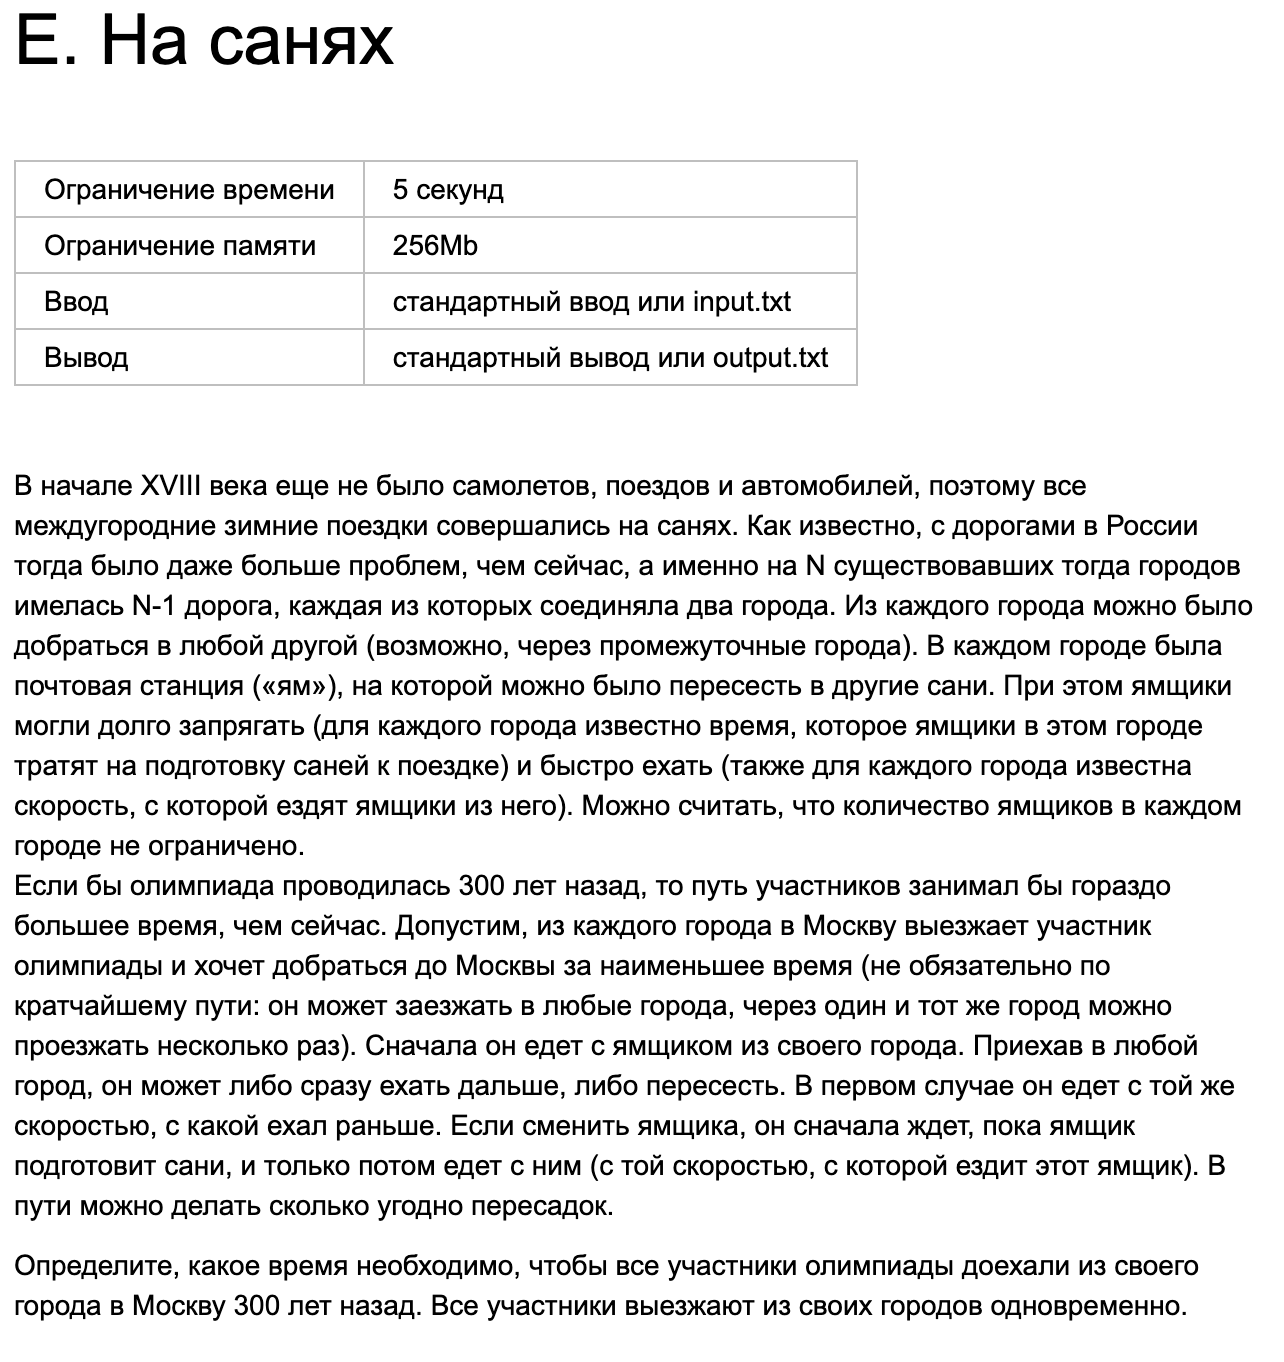 E. На санях
Ограничение времени 5 секунд
Ограничение памяти 256Mb
Ввод стандартный ввод или input.txt
Вывод стандартный вывод или output.txt
В начале XVIII века еще не было самолетов, поездов и автомобилей, поэтому все
междугородние зимние поездки совершались на санях. Как известно, с дорогами в России
тогда было даже больше проблем, чем сейчас, а именно на N существовавших тогда городов
имелась N-1 дорога, каждая из которых соединяла два города. Из каждого города можно было
добраться в любой другой (возможно, через промежуточные города). В каждом городе была
почтовая станция («ям»), на которой можно было пересесть в другие сани. При этом ямщики
могли долго запрягать (для каждого города известно время, которое ямщики в этом городе
тратят на подготовку саней к поездке) и быстро ехать (также для каждого города известна
скорость, с которой ездят ямщики из него). Можно считать, что количество ямщиков в каждом
городе не ограничено.
Если бы олимпиада проводилась 300 лет назад, то путь участников занимал бы гораздо
большее время, чем сейчас. Допустим, из каждого города в Москву выезжает участник
олимпиады и хочет добраться до Москвы за наименьшее время (не обязательно по
кратчайшему пути: он может заезжать в любые города, через один и тот же город можно
проезжать несколько раз). Сначала он едет с ямщиком из своего города. Приехав в любой
город, он может либо сразу ехать дальше, либо пересесть. В первом случае он едет с той же
скоростью, с какой ехал раньше. Если сменить ямщика, он сначала ждет, пока ямщик
подготовит сани, и только потом едет с ним (с той скоростью, с которой ездит этот ямщик). В
пути можно делать сколько угодно пересадок.
Определите, какое время необходимо, чтобы все участники олимпиады доехали из своего
города в Москву 300 лет назад. Все участники выезжают из своих городов одновременно.